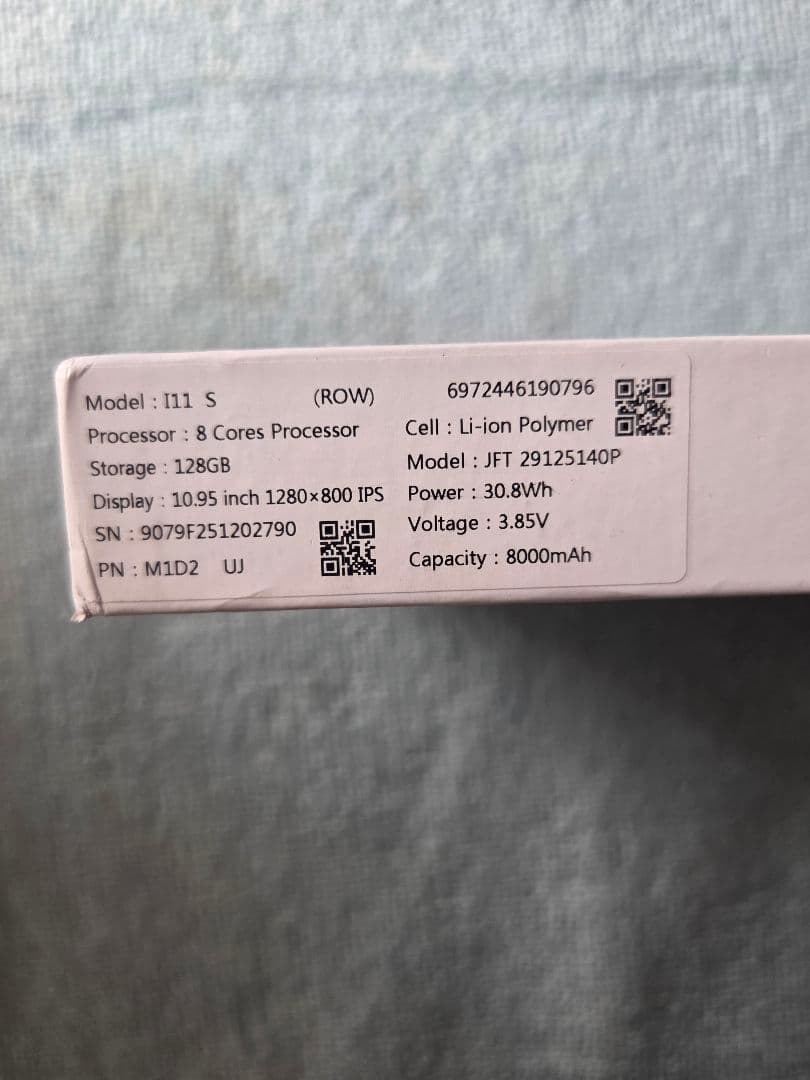 Model : I11 S (ROW)
Processor : 8 Cores Processor
Storage : 128GB
Display : 10.95 inch 1280×800 IPS
SN : 9079F251202790
PN : M1D2 UJ
6972446190796
Cell : Li-ion Polymer
Model : JFT 29125140P
Power : 30.8Wh
Voltage : 3.85V
Capacity : 8000mAh